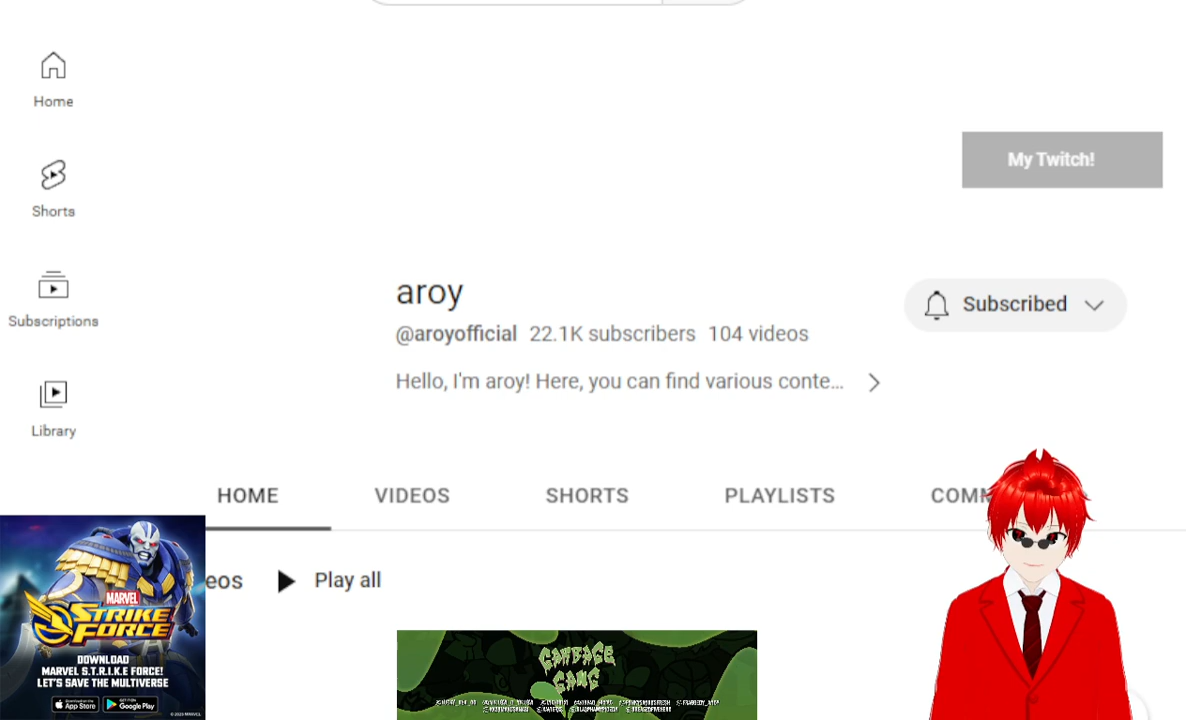 Home
My Twitch!
Shorts
aroy
Subscribed
Subscriptions
@aroyofficial 22.1K subscribers 104 videos
Hello, I'm aroy! Here, you can find various conte...
Library
HOME VIDEOS SHORTS PLAYLISTS COMM
eos Play all
MARVEL
STRIKE
FORCE
DOWNLOAD
MARVEL S.T.R.I.K.E FORCE!
LET'S SAVE THE MULTIVERSE
App Store
Google Play
GARBAGE
GANG